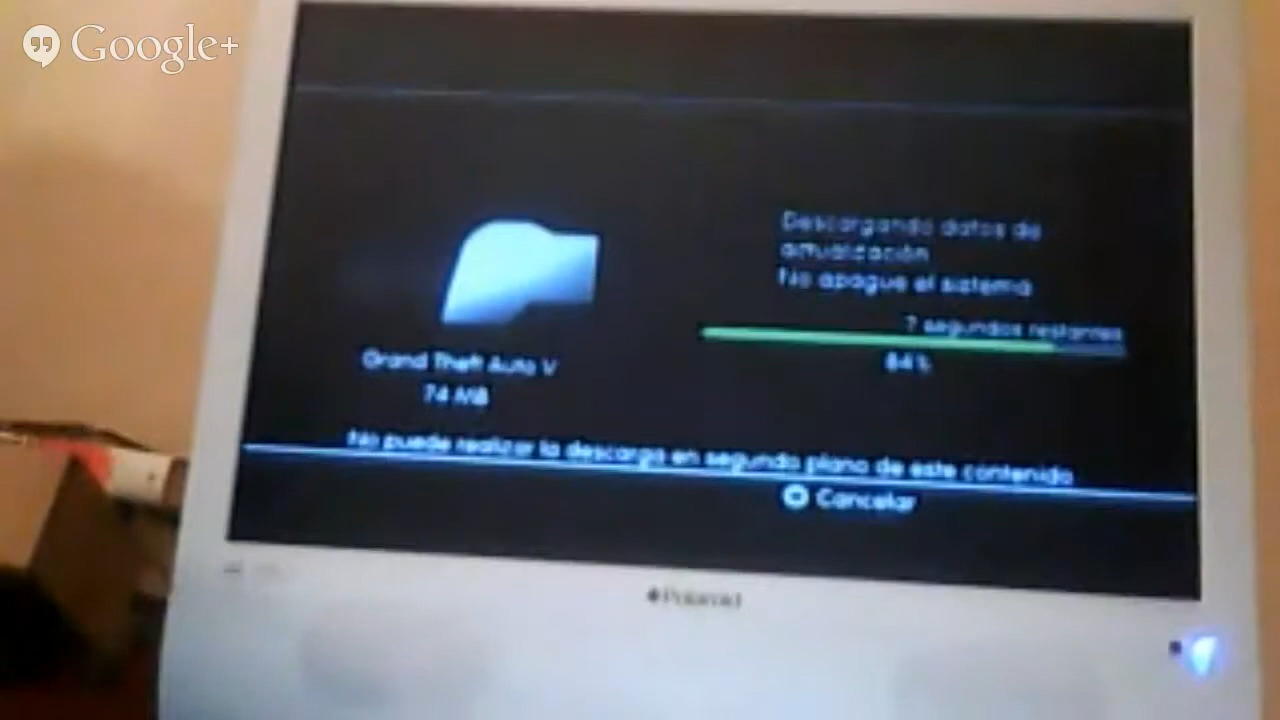 Google+
Descargando datos de
actualización
No apague el sistema
7 segundos restantes
84%
Grand Theft Auto V
74 MB
No puede realizar la descarga en segundo plano de este contenido
Cancelar
Polaroid